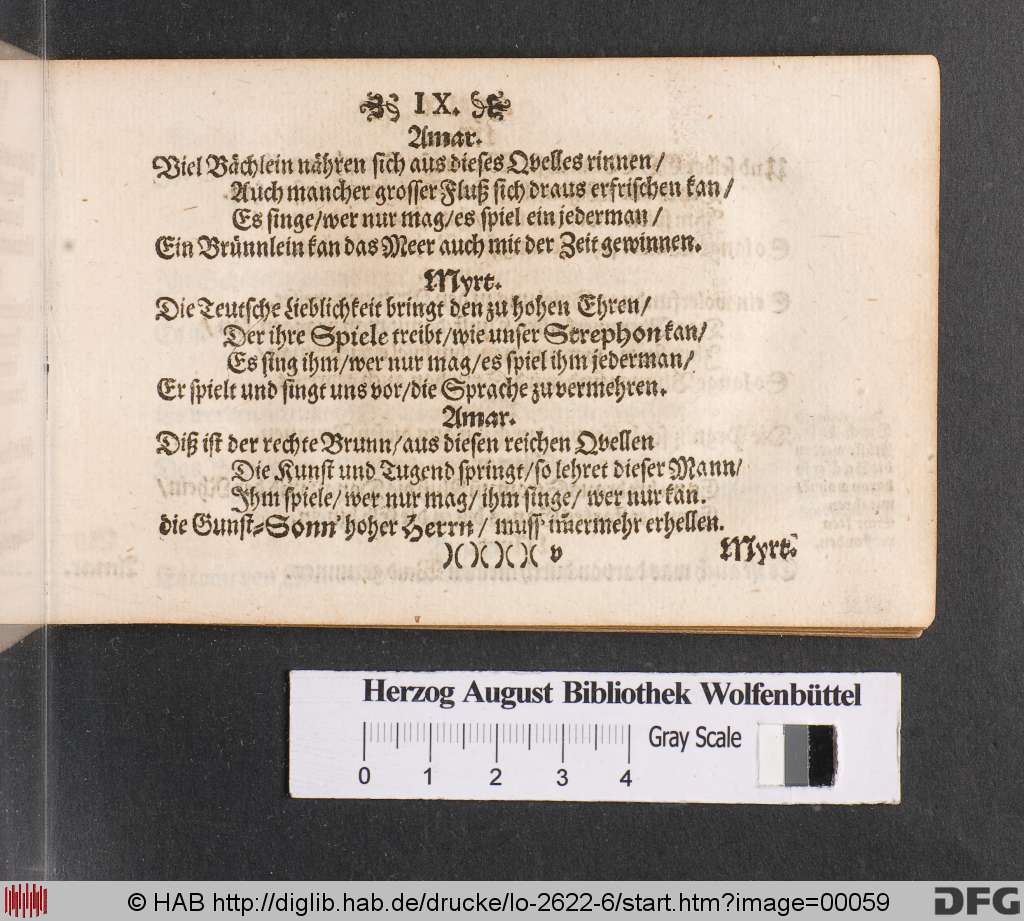 IX.
Amar.
Viel Bächlein nähren sich aus dieses Qvelles rinnen/
Auch mancher grosser Fluß sich draus erfrischen kan/
Es singe/wer nur mag/es spiel ein jederman/
Ein Brünnlein kan das Meer auch mit der Zeit gewinnen.
Myrt.
Die Teutsche Lieblichkeit bringt den zu hohen Ehren/
Der ihre Spiele treibt/wie unser Strephon kan/
Es sing ihm/wer nur mag/es spiel ihm jederman/
Er spielt und singt uns vor/die Sprache zu vermehren.
Amar.
Diß ist der rechte Brunn/aus diesen reichen Qvellen
Die Kunst und Tugend springt/so lehret dieser Mann/
Ihm spiele/wer nur mag/ihm singe/wer nur kan.
die Gunst-Sonn' hoher Herrn/muss im̃ermehr erhellen.
)( )( )( )( v
Myrt.
Herzog August Bibliothek Wolfenbüttel
Gray Scale
0 1 2 3 4
© HAB http://diglib.hab.de/drucke/lo-2622-6/start.htm?image=00059
DFG